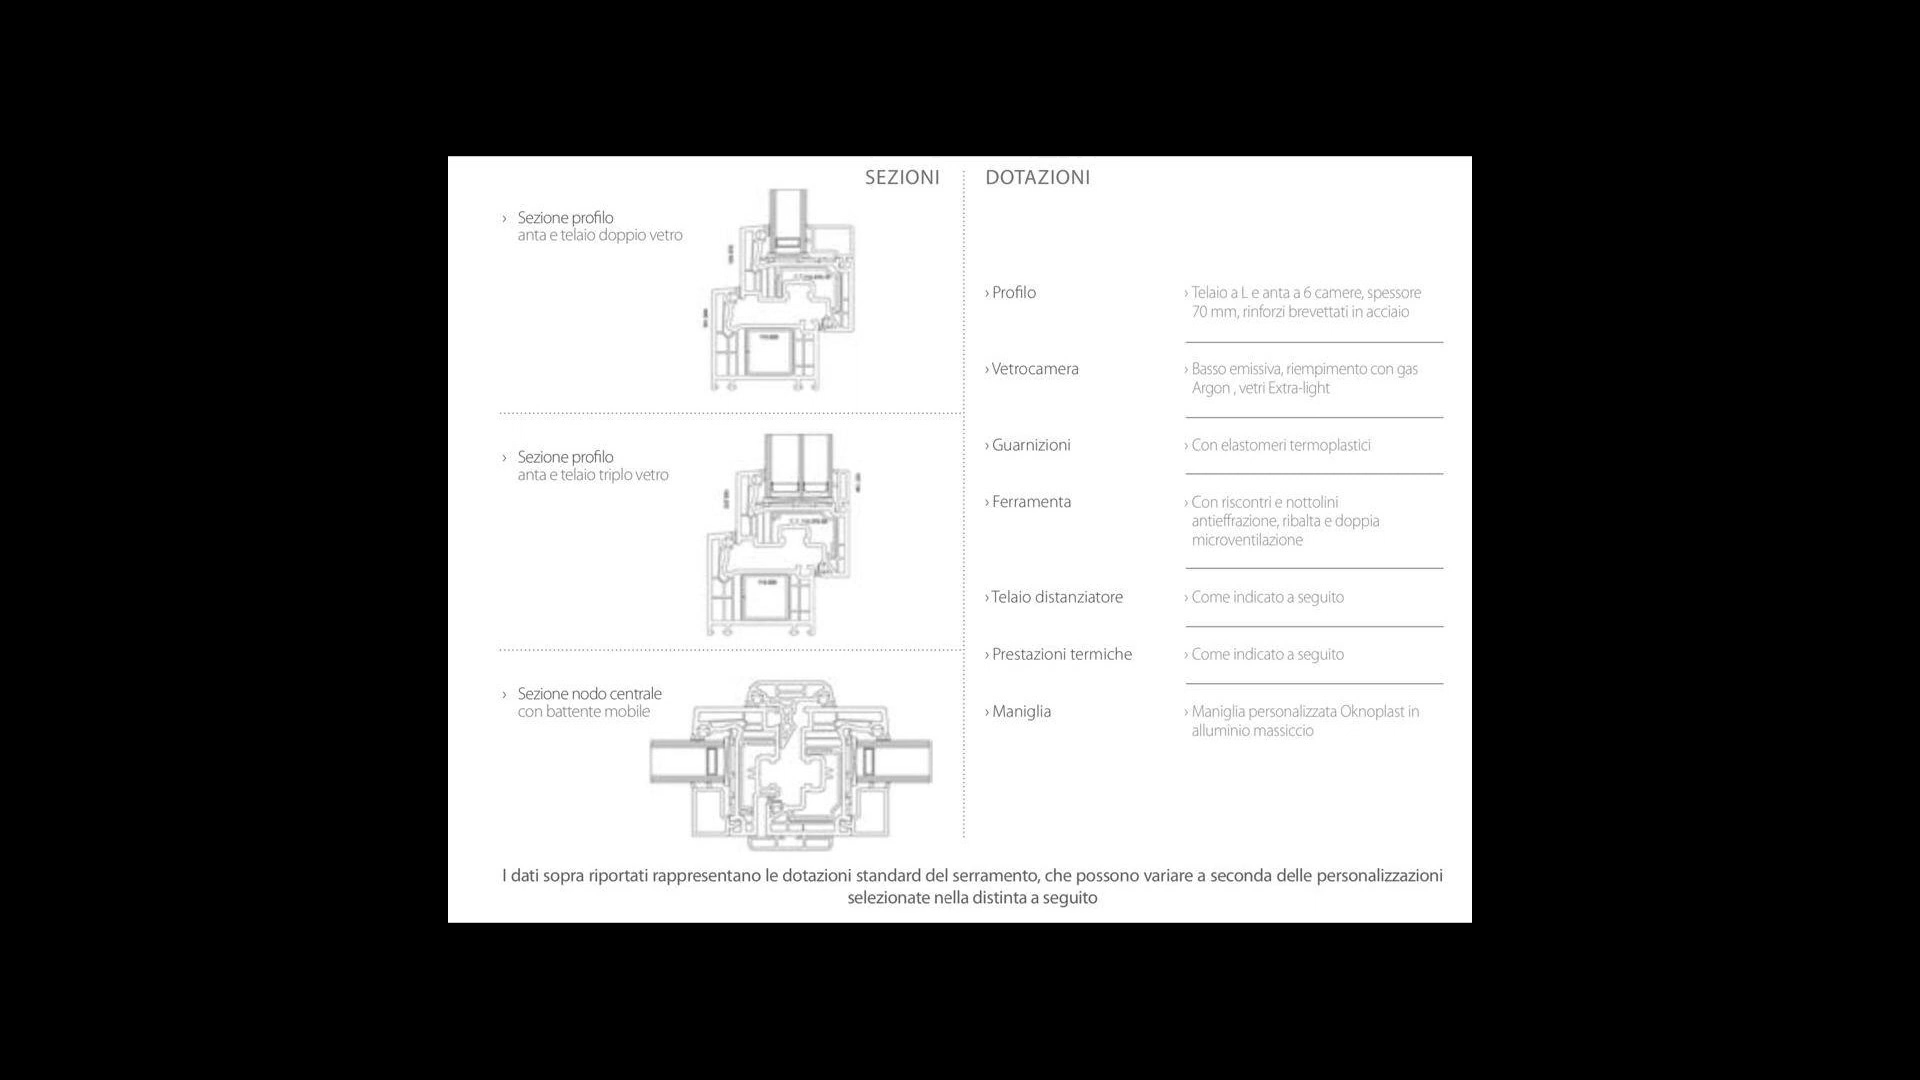 SEZIONI
› Sezione profilo
anta e telaio doppio vetro
› Sezione profilo
anta e telaio triplo vetro
› Sezione nodo centrale
con battente mobile
DOTAZIONI
› Profilo
› Telaio a L e anta a 6 camere, spessore
70 mm, rinforzi brevettati in acciaio
› Vetrocamera
› Basso emissiva, riempimento con gas
Argon , vetri Extra-light
› Guarnizioni
› Con elastomeri termoplastici
› Ferramenta
› Con riscontri e nottolini
antieffrazione, ribalta e doppia
microventilazione
› Telaio distanziatore
› Come indicato a seguito
› Prestazioni termiche
› Come indicato a seguito
› Maniglia
› Maniglia personalizzata Oknoplast in
alluminio massiccio
I dati sopra riportati rappresentano le dotazioni standard del serramento, che possono variare a seconda delle personalizzazioni
selezionate nella distinta a seguito